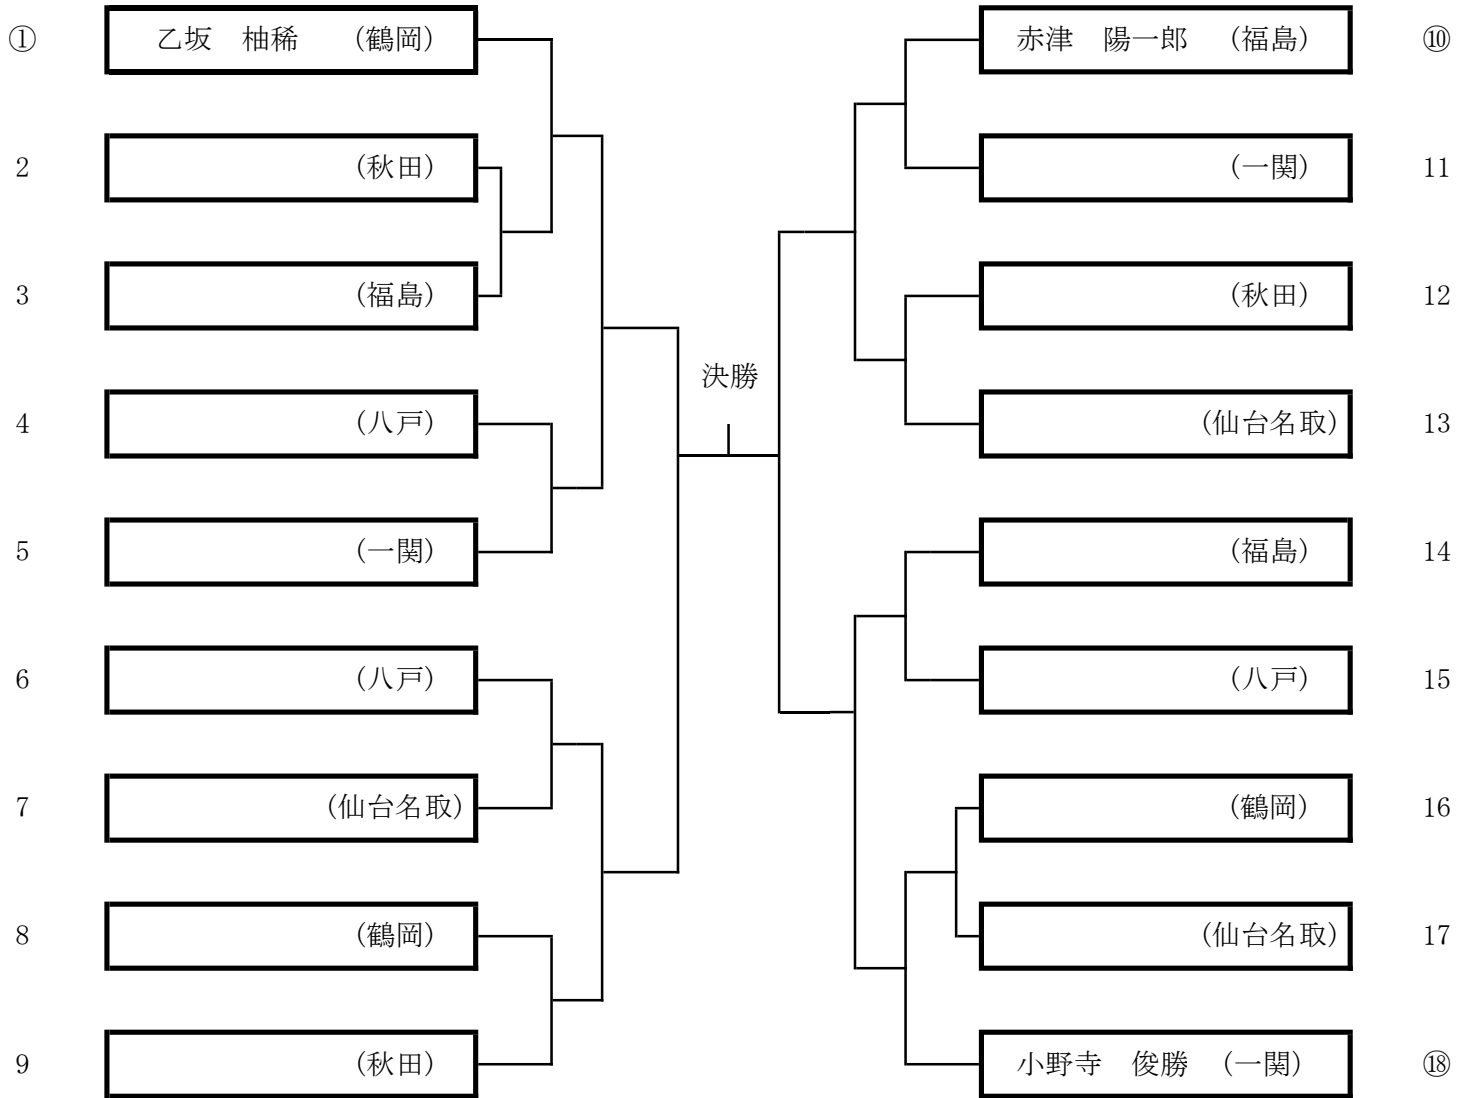 ① 乙坂 柚稀 (鶴岡)
2 (秋田)
3 (福島)
4 (八戸)
5 (一関)
6 (八戸)
7 (仙台名取)
8 (鶴岡)
9 (秋田)
決勝
赤津 陽一郎 (福島) ⑩
(一関) 11
(秋田) 12
(仙台名取) 13
(福島) 14
(八戸) 15
(鶴岡) 16
(仙台名取) 17
小野寺 俊勝 (一関) ⑱